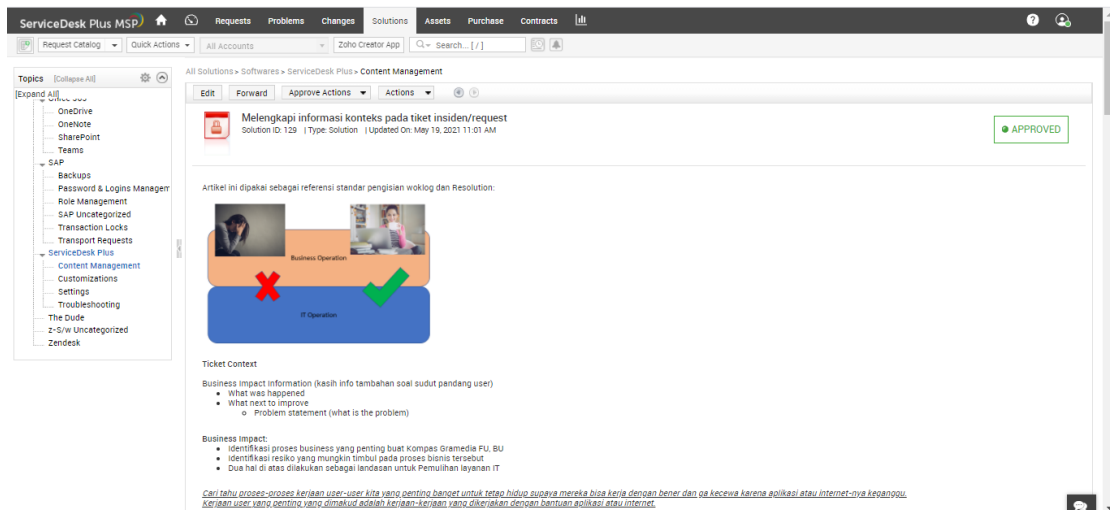 ServiceDesk Plus MSP
Requests Problems Changes Solutions Assets Purchase Contracts
Request Catalog Quick Actions All Accounts Zoho Creator App Search... [ / ]
Topics [Collapse All]
[Expand All]
OneDrive
OneNote
SharePoint
Teams
SAP
Backups
Password & Logins Managem
Role Management
SAP Uncategorized
Transaction Locks
Transport Requests
ServiceDesk Plus
Content Management
Customizations
Settings
Troubleshooting
The Dude
z-S/w Uncategorized
Zendesk
All Solutions > Softwares > ServiceDesk Plus > Content Management
Edit Forward Approve Actions Actions
Melengkapi informasi konteks pada tiket insiden/request
Solution ID: 129 | Type: Solution | Updated On: May 19, 2021 11:01 AM
APPROVED
Artikel ini dipakai sebagai referensi standar pengisian woklog dan Resolution:
Business Operation
IT Operation
Ticket Context
Business Impact Information (kasih info tambahan soal sudut pandang user)
What was happened
What next to improve
Problem statement (what is the problem)
Business Impact:
Identifikasi proses business yang penting buat Kompas Gramedia FU, BU
Identifikasi resiko yang mungkin timbul pada proses bisnis tersebut
Dua hal di atas dilakukan sebagai landasan untuk Pemulihan layanan IT
Cari tahu proses-proses kerjaan user-user kita yang penting banget untuk tetap hidup supaya mereka bisa kerja dengan bener dan ga kecewa karena aplikasi atau internet-nya keganggu.
Kerjaan user yang penting yang dimakud adalah kerjaan-kerjaan yang dikerjakan dengan bantuan aplikasi atau internet.